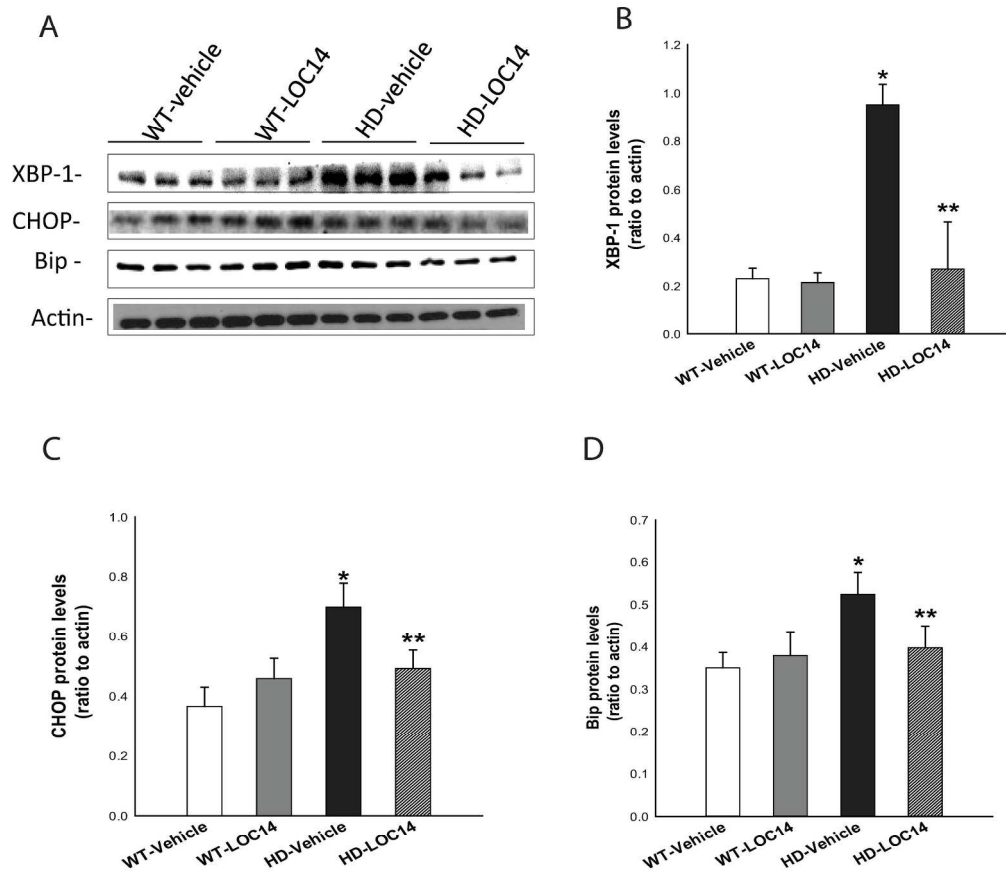 A
WT-vehicle
WT-LOC14
HD-vehicle
HD-LOC14
XBP-1-
CHOP-
Bip -
Actin-
B
XBP-1 protein levels
(ratio to actin)
1.2
1.0
0.8
0.6
0.4
0.2
0.0
*
**
WT-Vehicle
WT-LOC14
HD-Vehicle
HD-LOC14
C
CHOP protein levels
(ratio to actin)
1.0
0.8
0.6
0.4
0.2
0.0
*
**
WT-Vehicle
WT-LOC14
HD-Vehicle
HD-LOC14
D
Bip protein levels
(ratio to actin)
0.7
0.6
0.5
0.4
0.3
0.2
0.1
0.0
*
**
WT-Vehicle
WT-LOC14
HD-Vehicle
HD-LOC14